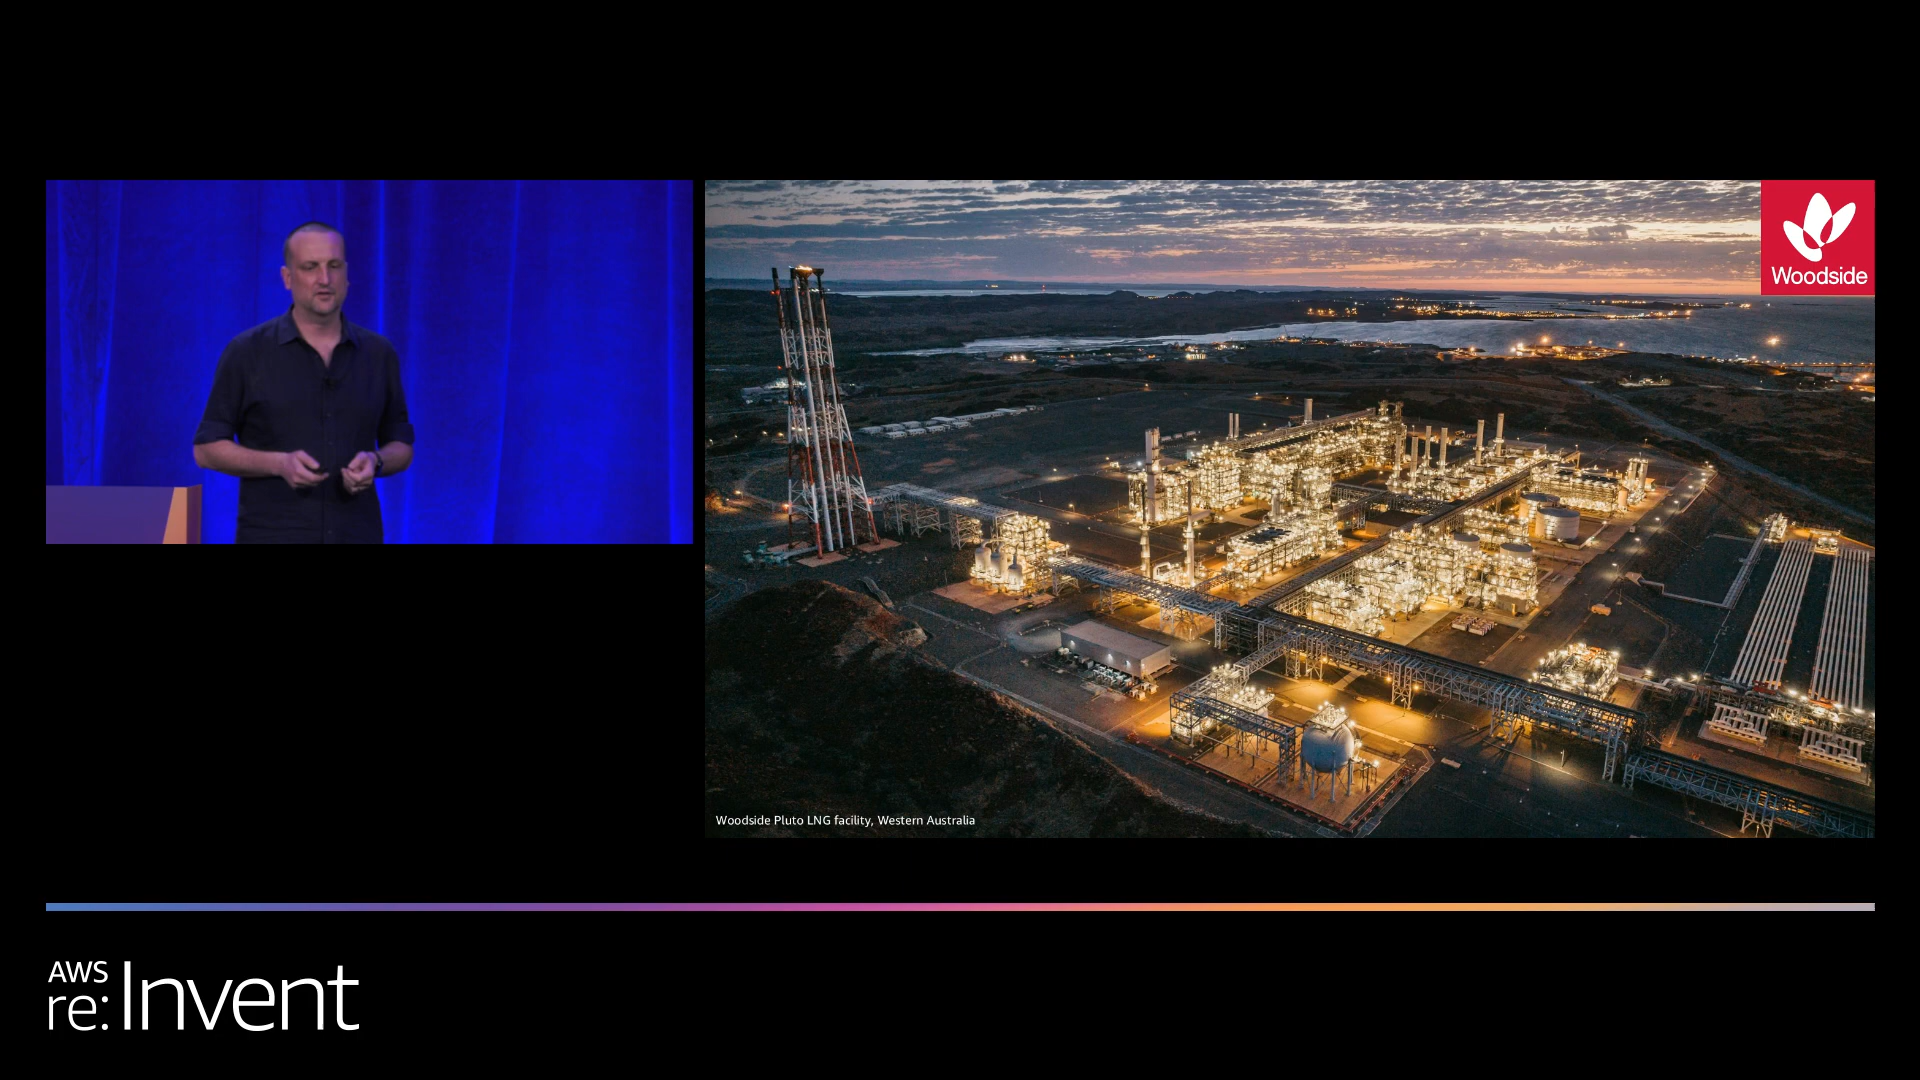 Woodside
Woodside Pluto LNG facility, Western Australia
AWS
re:Invent